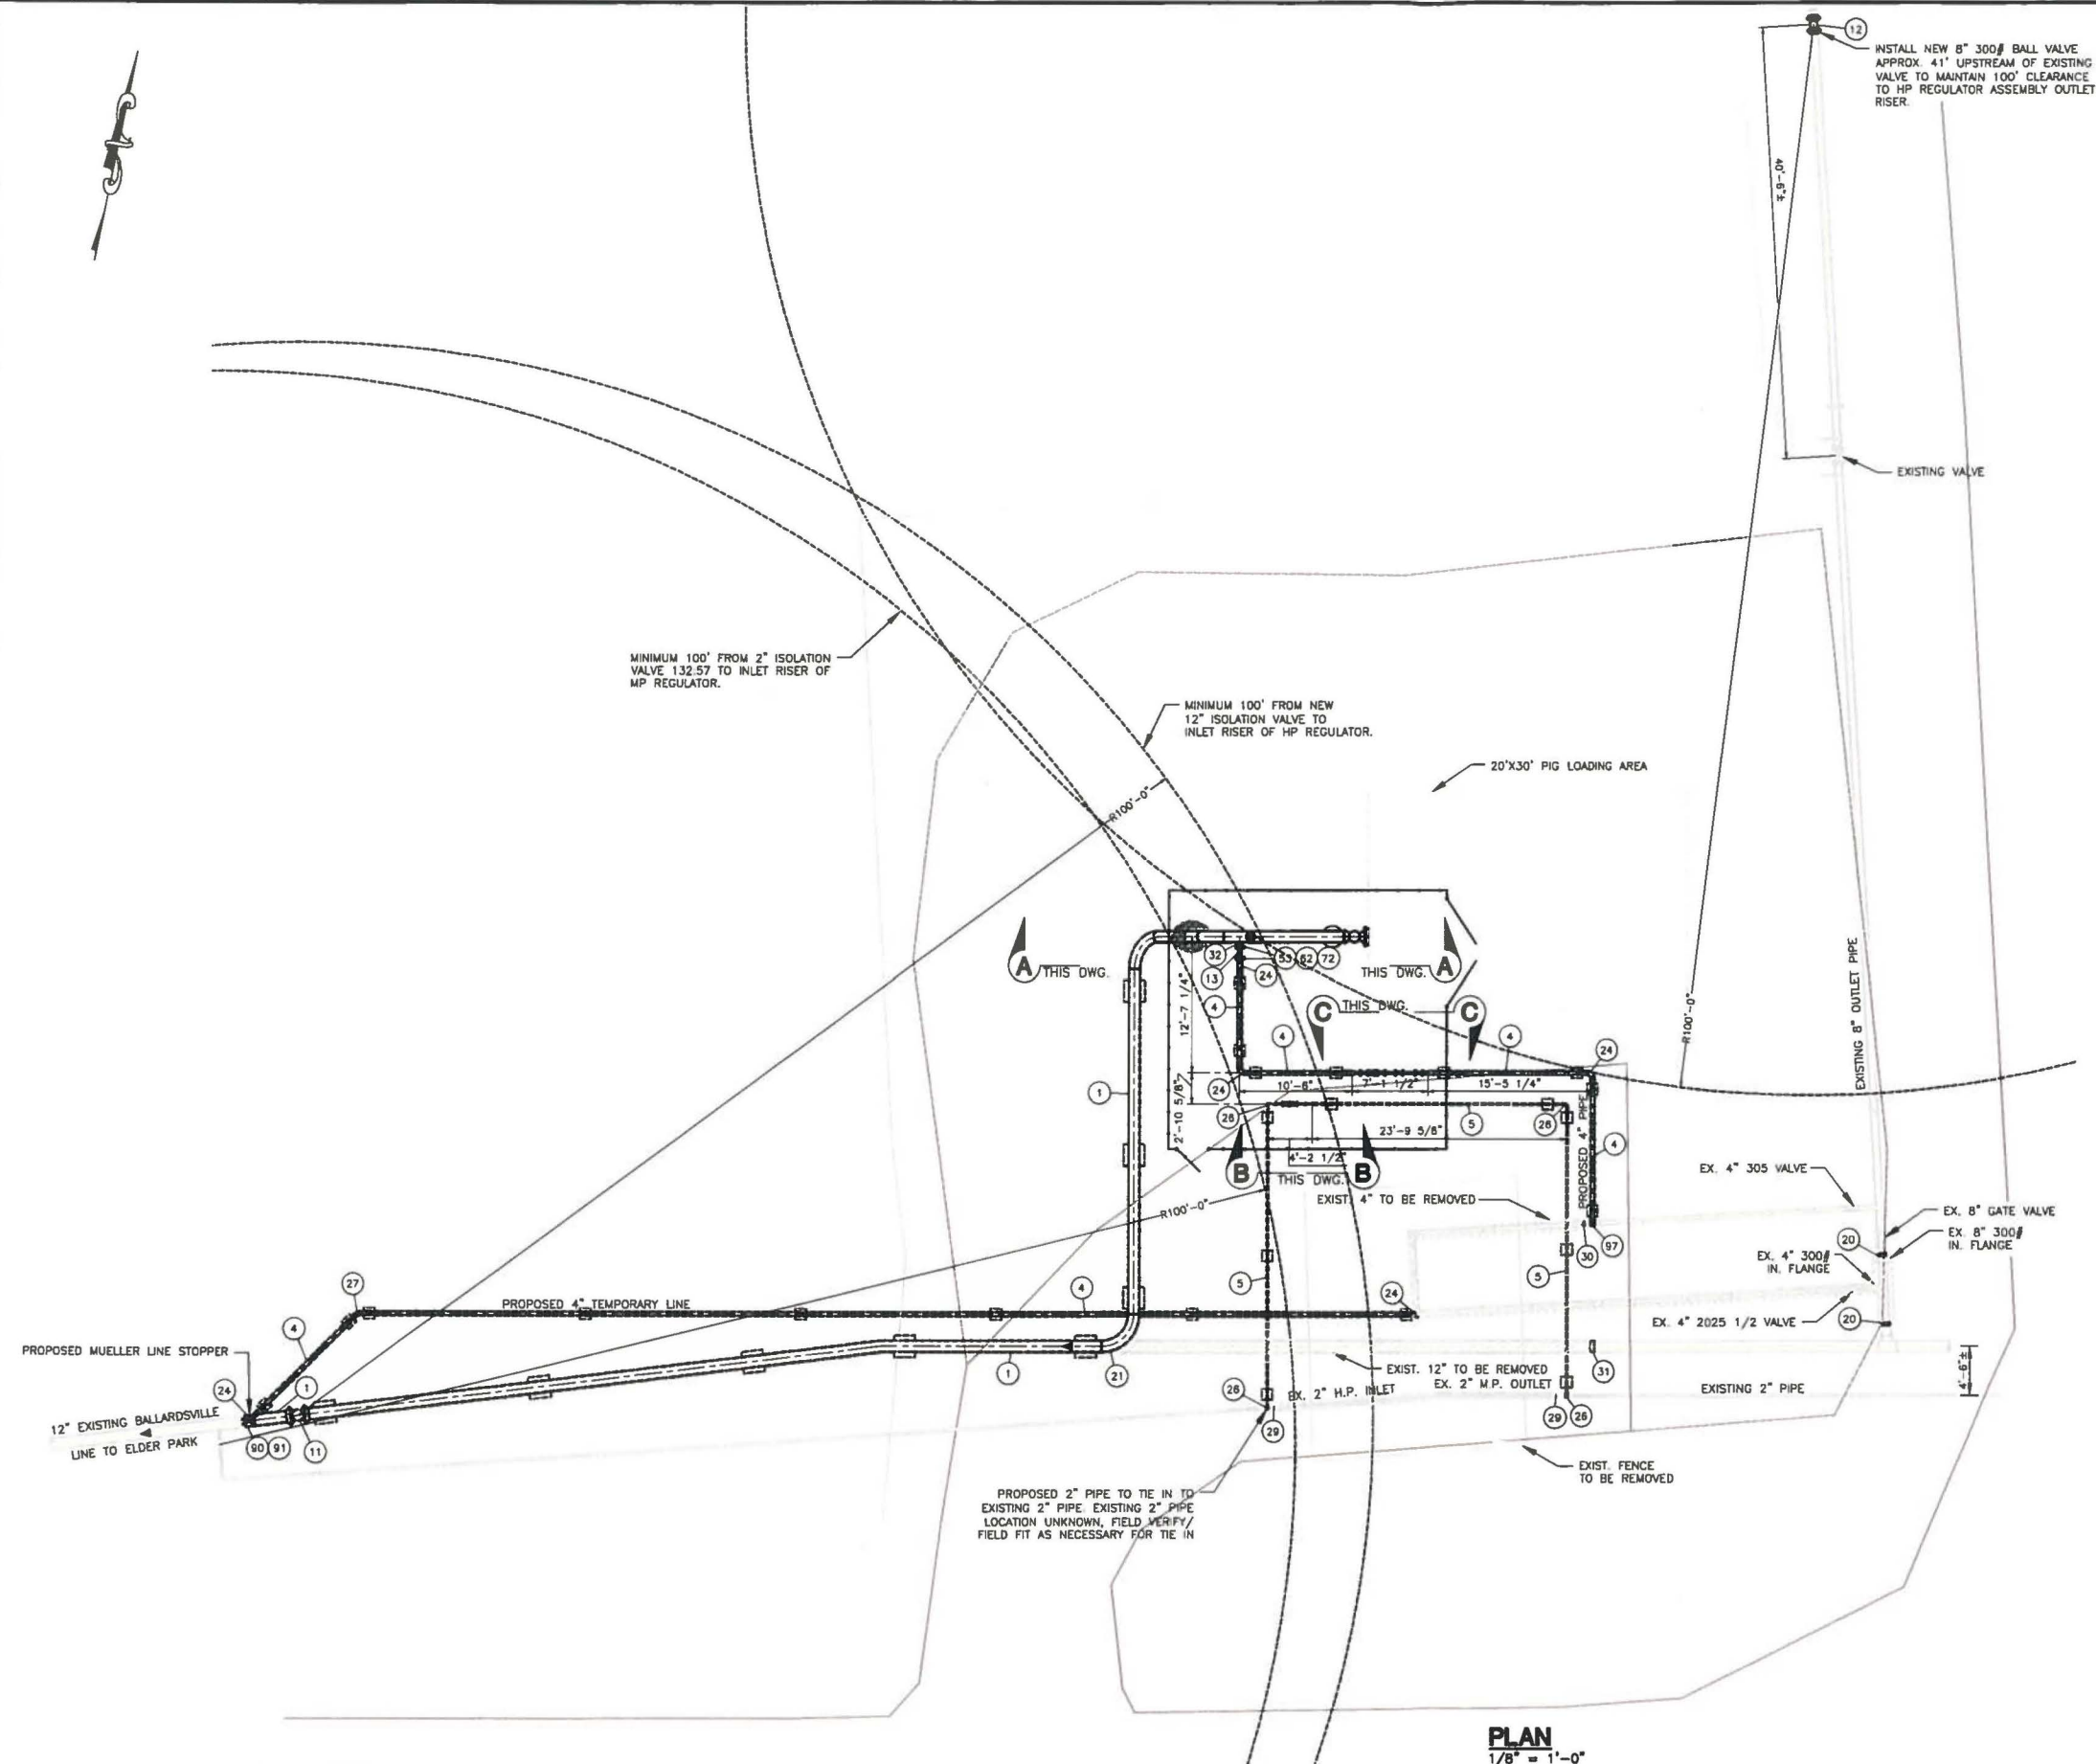 12
INSTALL NEW 8" 300# BALL VALVE
APPROX. 41' UPSTREAM OF EXISTING
VALVE TO MAINTAIN 100' CLEARANCE
TO HP REGULATOR ASSEMBLY OUTLET
RISER.
40'-6"±
EXISTING VALVE
MINIMUM 100' FROM 2" ISOLATION
VALVE 132.57 TO INLET RISER OF
MP REGULATOR.
MINIMUM 100' FROM NEW
12" ISOLATION VALVE TO
INLET RISER OF HP REGULATOR.
20'X30' PIG LOADING AREA
R100'-0"
A THIS DWG.
32
53 62 72
THIS DWG. A
13
24
12'-7 1/4"
4
C THIS DWG. C
R100'-0"
EXISTING 8" OUTLET PIPE
4
4
24
24
10'-6"
7'-1 1/2"
15'-5 1/4"
1
2'-10 5/8"
26
5
26
23'-9 5/8"
PROPOSED 4" PIPE
4
4'-2 1/2"
B THIS DWG. B
EX. 4" 305 VALVE
EXIST. 4" TO BE REMOVED
R100'-0"
EX. 8" GATE VALVE
EX. 8" 300#
IN. FLANGE
20
97
30
EX. 4" 300#
IN. FLANGE
5
5
27
PROPOSED 4" TEMPORARY LINE
4
24
4
EX. 4" 2025 1/2 VALVE
20
PROPOSED MUELLER LINE STOPPER
31
4'-6"±
EXIST. 12" TO BE REMOVED
1
21
24
1
EX. 2" H.P. INLET
EX. 2" M.P. OUTLET
EXISTING 2" PIPE
26
29
29 26
12" EXISTING BALLARDSVILLE
LINE TO ELDER PARK
90 91
11
EXIST. FENCE
TO BE REMOVED
PROPOSED 2" PIPE TO TIE IN TO
EXISTING 2" PIPE. EXISTING 2" PIPE
LOCATION UNKNOWN, FIELD VERIFY/
FIELD FIT AS NECESSARY FOR TIE IN
PLAN
1/8" = 1'-0"